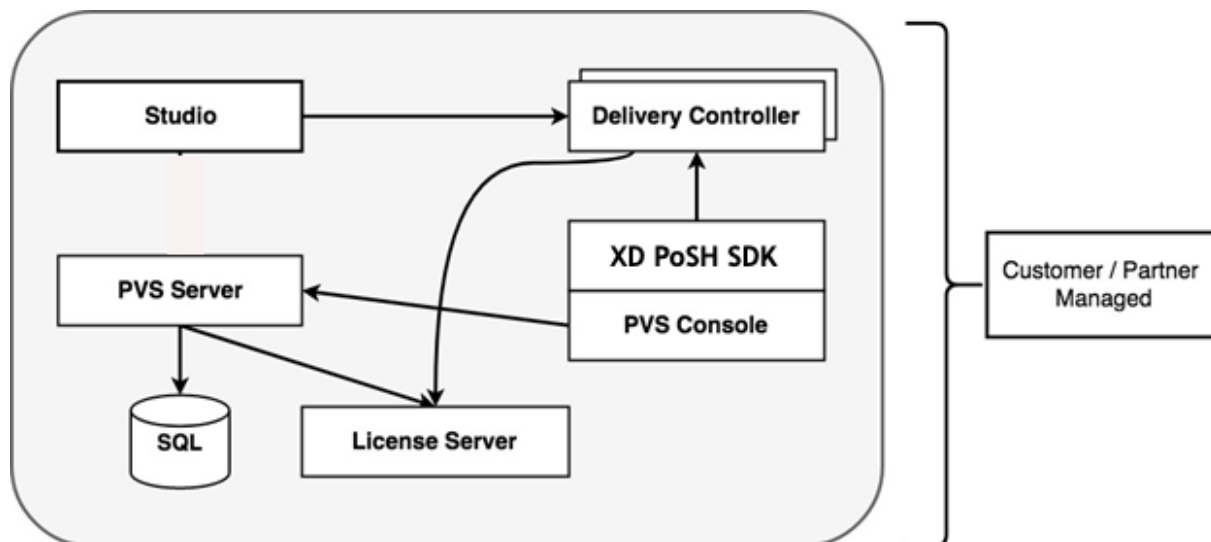 Studio
Delivery Controller
XD PoSH SDK
PVS Server
PVS Console
Customer / Partner
Managed
SQL
License Server